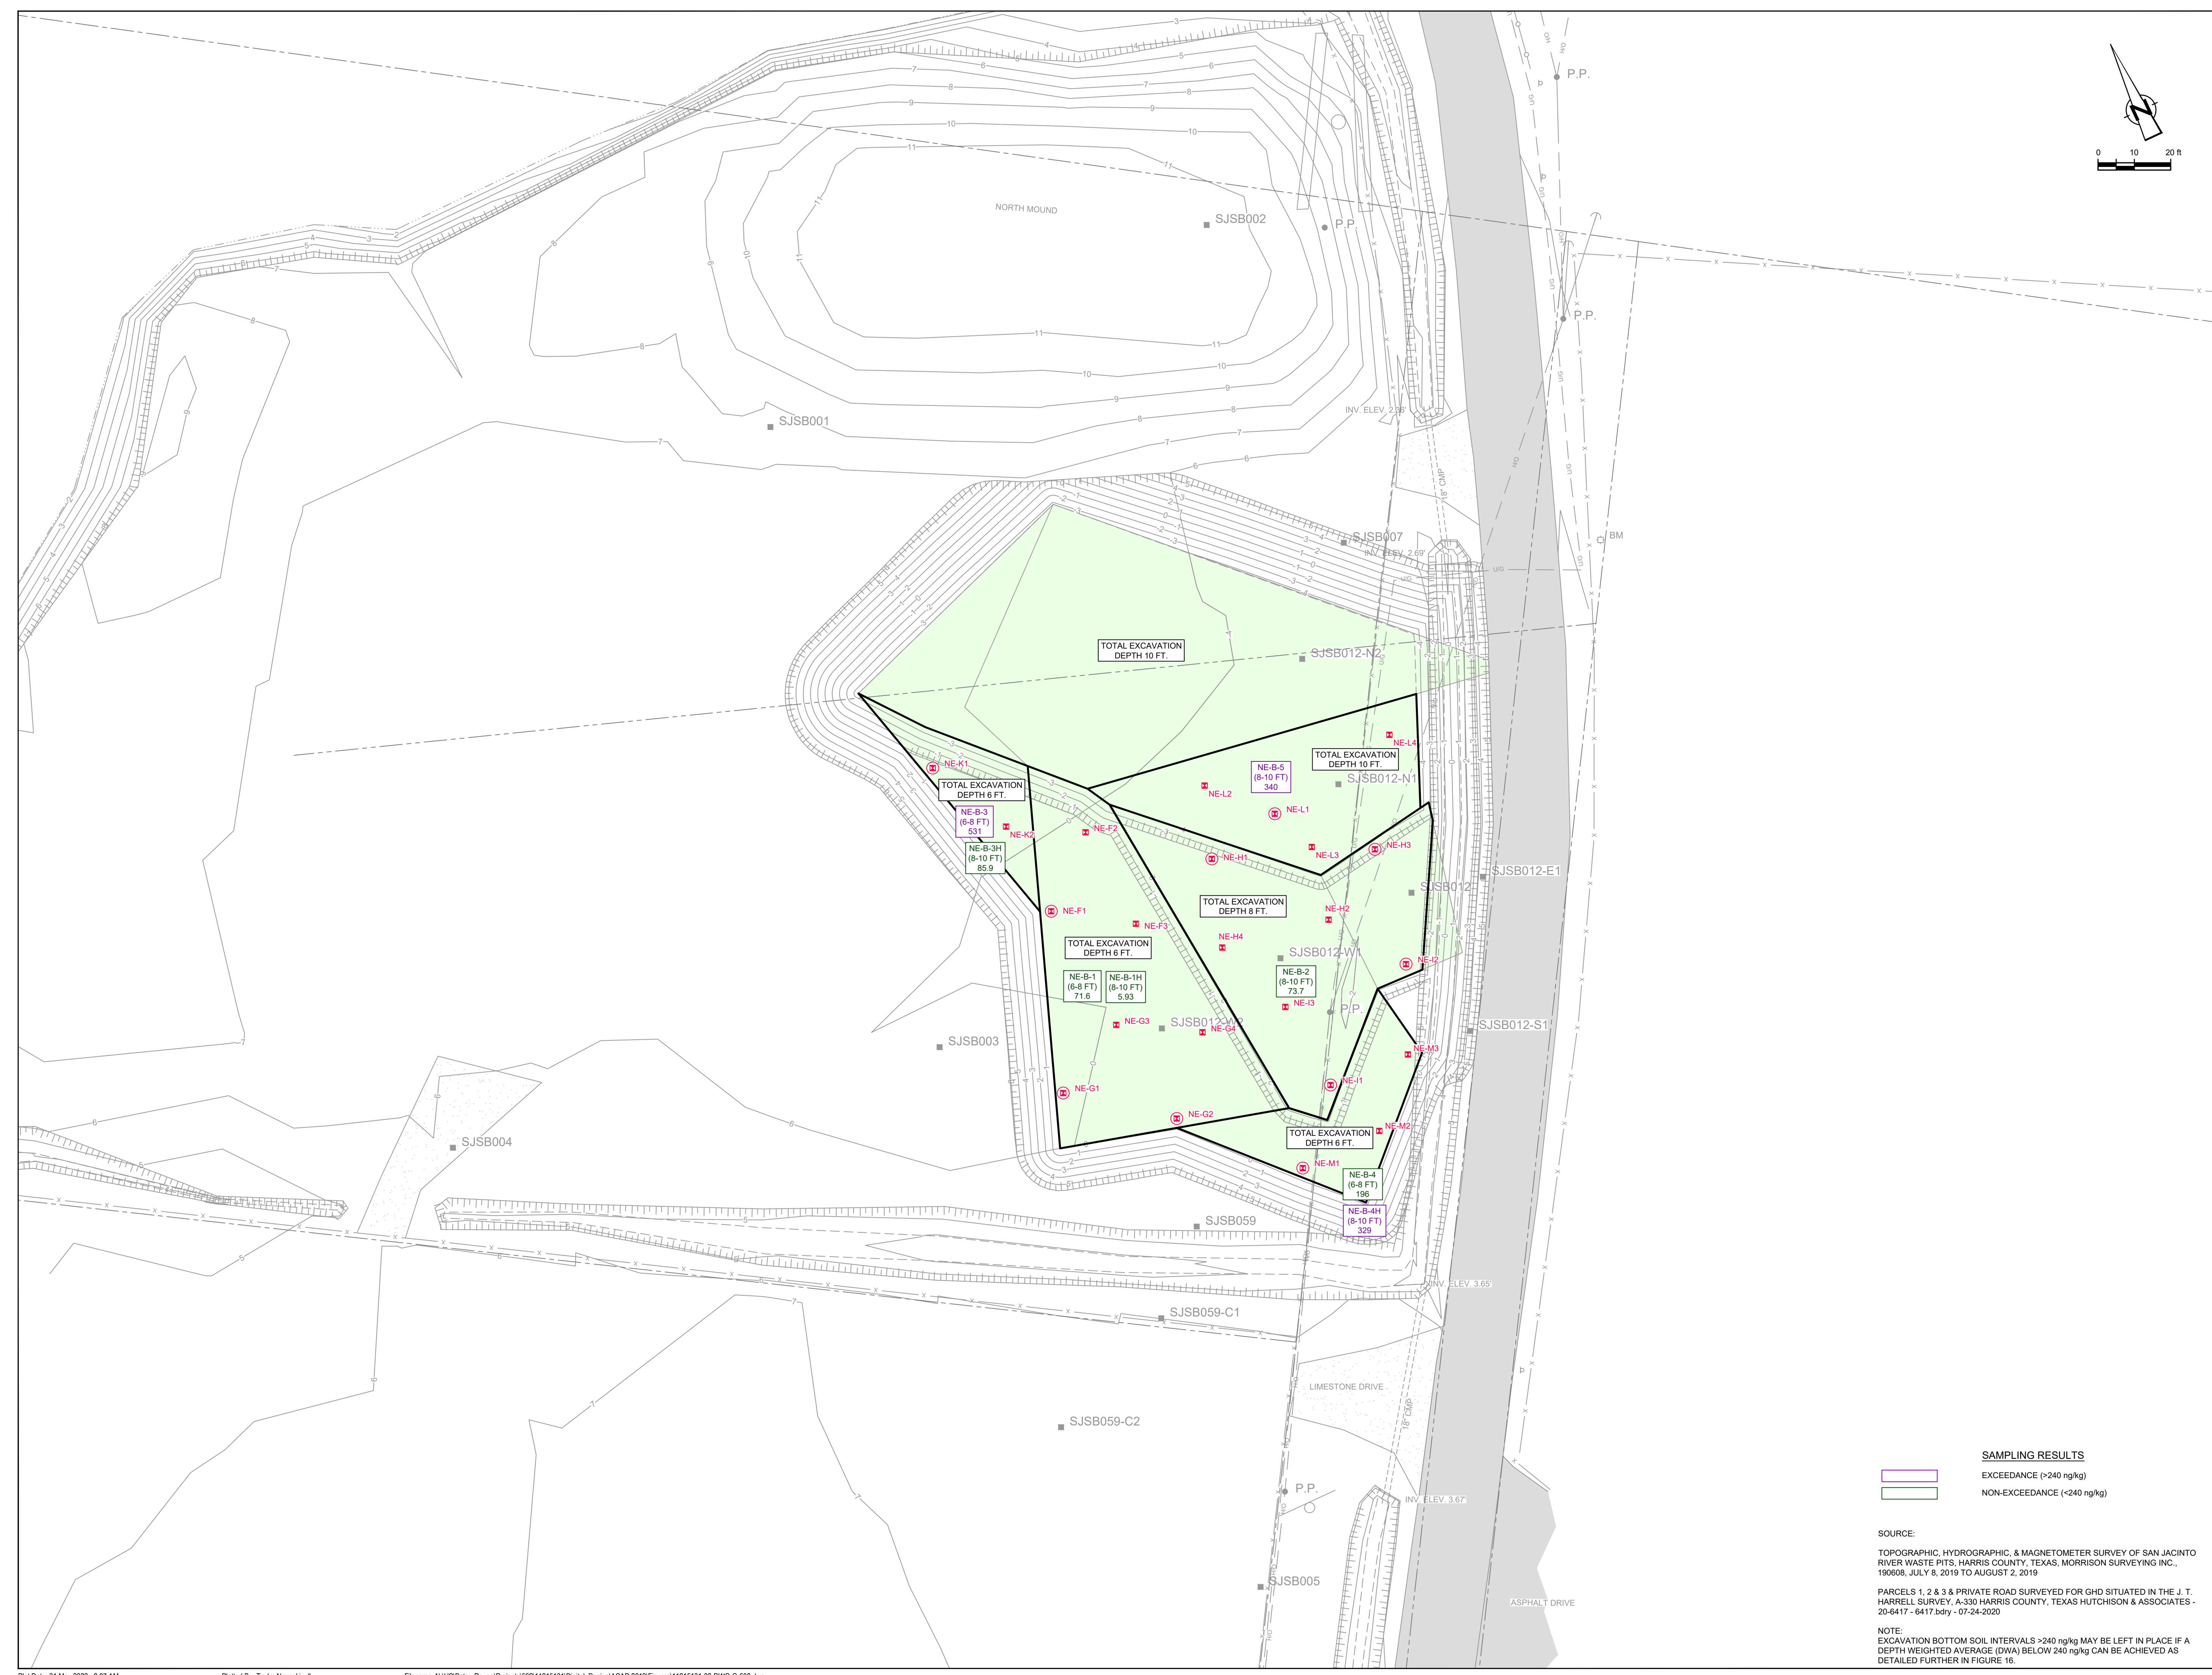 P.P.
N
0 10 20 ft
NORTH MOUND
SJSB002
P.P.
P.P.
SJSB001
INV. ELEV. 2.36'
18" CMP
SJSB007
INV. ELEV. 2.69'
BM
U/G
TOTAL EXCAVATION
DEPTH 10 FT.
SJSB012-N2
NE-L4
TOTAL EXCAVATION
DEPTH 10 FT.
NE-B-5
(8-10 FT)
340
SJSB012-N1
NE-K1
TOTAL EXCAVATION
DEPTH 6 FT.
NE-L2
NE-L1
NE-B-3
(6-8 FT)
531
NE-K2
NE-F2
NE-B-3H
(8-10 FT)
85.9
NE-H1
NE-L3
NE-H3
SJSB012-E1
SJSB012
TOTAL EXCAVATION
DEPTH 8 FT.
NE-F1
NE-F3
NE-H2
NE-H4
TOTAL EXCAVATION
DEPTH 6 FT.
SJSB012-W1
NE-I2
NE-B-1
(6-8 FT)
71.6
NE-B-1H
(8-10 FT)
5.93
NE-B-2
(8-10 FT)
73.7
NE-I3
P.P.
NE-G3
SJSB012-W2
NE-G4
SJSB012-S1
SJSB003
NE-M3
NE-G1
NE-I1
NE-G2
TOTAL EXCAVATION
DEPTH 6 FT.
NE-M2
SJSB004
NE-M1
NE-B-4
(6-8 FT)
196
NE-B-4H
(8-10 FT)
329
SJSB059
INV. ELEV. 3.65'
SJSB059-C1
LIMESTONE DRIVE
18" CMP
SJSB059-C2
P.P.
INV. ELEV. 3.67'
SJSB005
ASPHALT DRIVE
SAMPLING RESULTS
EXCEEDANCE (>240 ng/kg)
NON-EXCEEDANCE (<240 ng/kg)
SOURCE:
TOPOGRAPHIC, HYDROGRAPHIC, & MAGNETOMETER SURVEY OF SAN JACINTO
RIVER WASTE PITS, HARRIS COUNTY, TEXAS, MORRISON SURVEYING INC.,
190608, JULY 8, 2019 TO AUGUST 2, 2019
PARCELS 1, 2 & 3 & PRIVATE ROAD SURVEYED FOR GHD SITUATED IN THE J. T.
HARRELL SURVEY, A-330 HARRIS COUNTY, TEXAS HUTCHISON & ASSOCIATES -
20-6417 - 6417.bdry - 07-24-2020
NOTE:
EXCAVATION BOTTOM SOIL INTERVALS >240 ng/kg MAY BE LEFT IN PLACE IF A
DEPTH WEIGHTED AVERAGE (DWA) BELOW 240 ng/kg CAN BE ACHIEVED AS
DETAILED FURTHER IN FIGURE 16.